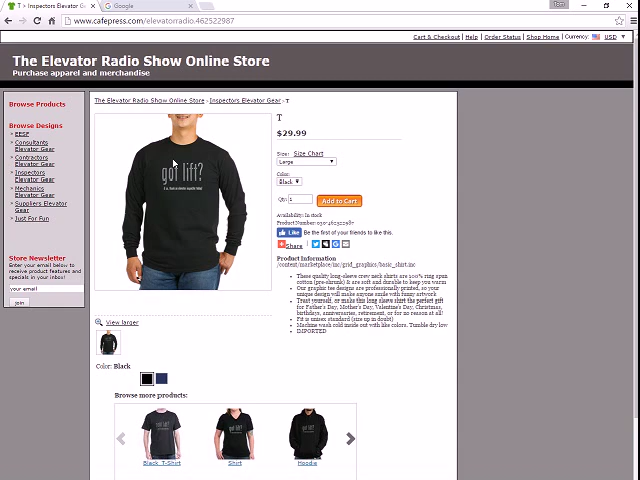 T > Inspectors Elevator G
Google
www.cafepress.com/elevatorradio.462522987
Cart & Checkout | Help | Order Status | Shop Home | Currency: USD
The Elevator Radio Show Online Store
Purchase apparel and merchandise
Browse Products
Browse Designs
EESF
Consultants
Elevator Gear
Contractors
Elevator Gear
Inspectors
Elevator Gear
Mechanics
Elevator Gear
Suppliers Elevator
Gear
Just For Fun
Store Newsletter
Enter your email below to
receive product features and
specials in your inbox!
your email
join
The Elevator Radio Show Online Store > Inspectors Elevator Gear > T
got lift?
View larger
Color: Black
T
$29.99
Size: Size Chart
Large
Color:
Black
Qty: 1 Add to Cart
Availability: In stock
Product Number: 030-462522987
Like Be the first of your friends to like this.
Share
Product Information
/content/marketplace/inc/grid_graphics/basic_shirt.inc
These quality long-sleeve crew neck shirts are 100% ring spun
cotton (pre-shrunk) & are soft and durable to keep you warm
Our graphic tee designs are professionally printed, so your
unique design will make anyone smile with funny artwork
Treat yourself, or make this long sleeve shirt the perfect gift
for Father's Day, Mother's Day, Valentine's Day, Christmas,
birthdays, anniversaries, retirement, or for no reason at all!
Fit is unisex standard (size up in doubt)
Machine wash cold inside out with like colors. Tumble dry low
IMPORTED
Browse more products:
Black T-Shirt
Shirt
Hoodie